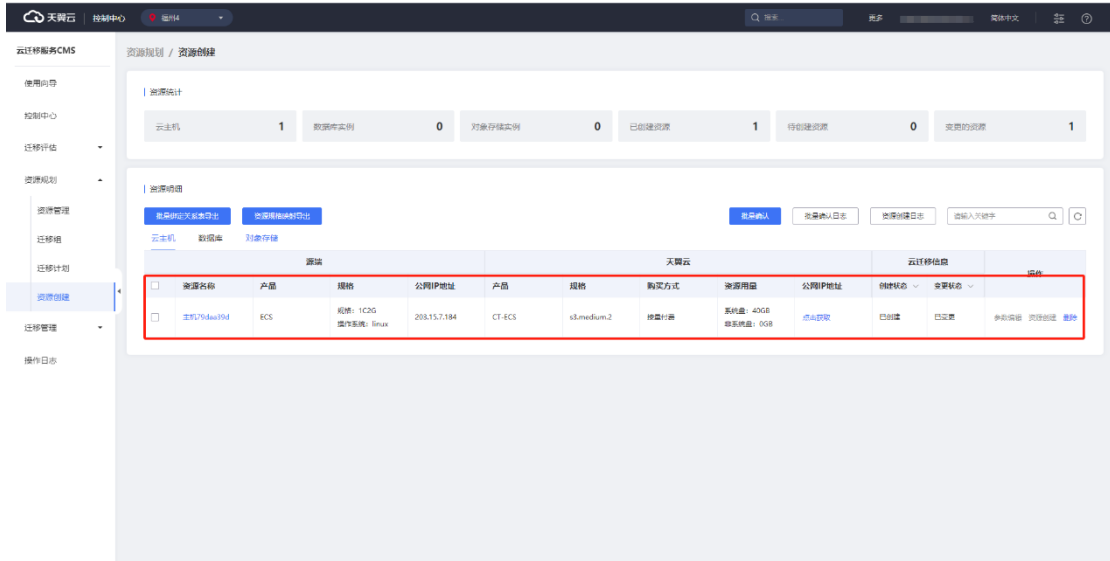 天翼云 控制中心 福州4 搜索 更多 简体中文
云迁移服务CMS
使用向导
控制中心
迁移评估
资源规划
资源管理
迁移组
迁移计划
资源创建
迁移管理
操作日志
资源规划 / 资源创建
资源统计
云主机 1 数据库实例 0 对象存储实例 0 已创建资源 1 待创建资源 0 变更的资源 1
资源明细
批量绑定关系表导出 资源规格映射导出 批量确认 批量确认日志 资源创建日志 请输入关键字
云主机 数据库 对象存储
源端 天翼云 云迁移信息 操作
资源名称 产品 规格 公网IP地址 产品 规格 购买方式 资源用量 公网IP地址 创建状态 变更状态
主机79daa39d ECS 规格：1C2G 203.15.7.184 CT-ECS s3.medium.2 按量付费 系统盘：40GB 点击获取 已创建 已变更 参数编辑 资源创建 删除
操作系统：linux 非系统盘：0GB